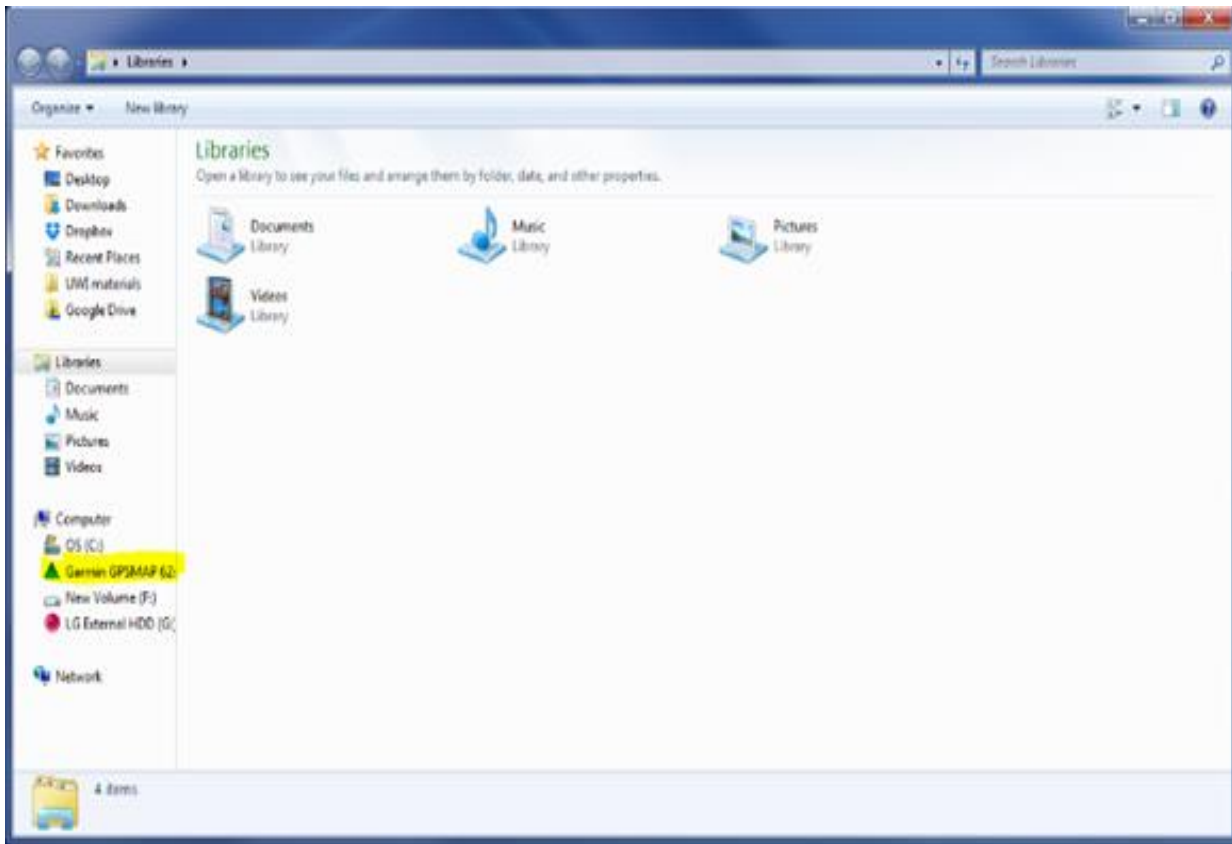 Libraries
Search Libraries
Organize
New library
Favorites
Desktop
Downloads
Dropbox
Recent Places
UWI materials
Google Drive
Libraries
Documents
Music
Pictures
Videos
Computer
OS (C:)
Garmin GPSMAP 62
New Volume (F:)
LG External HDD (G:
Network
Libraries
Open a library to see your files and arrange them by folder, date, and other properties.
Documents
Library
Music
Library
Pictures
Library
Videos
Library
4 items